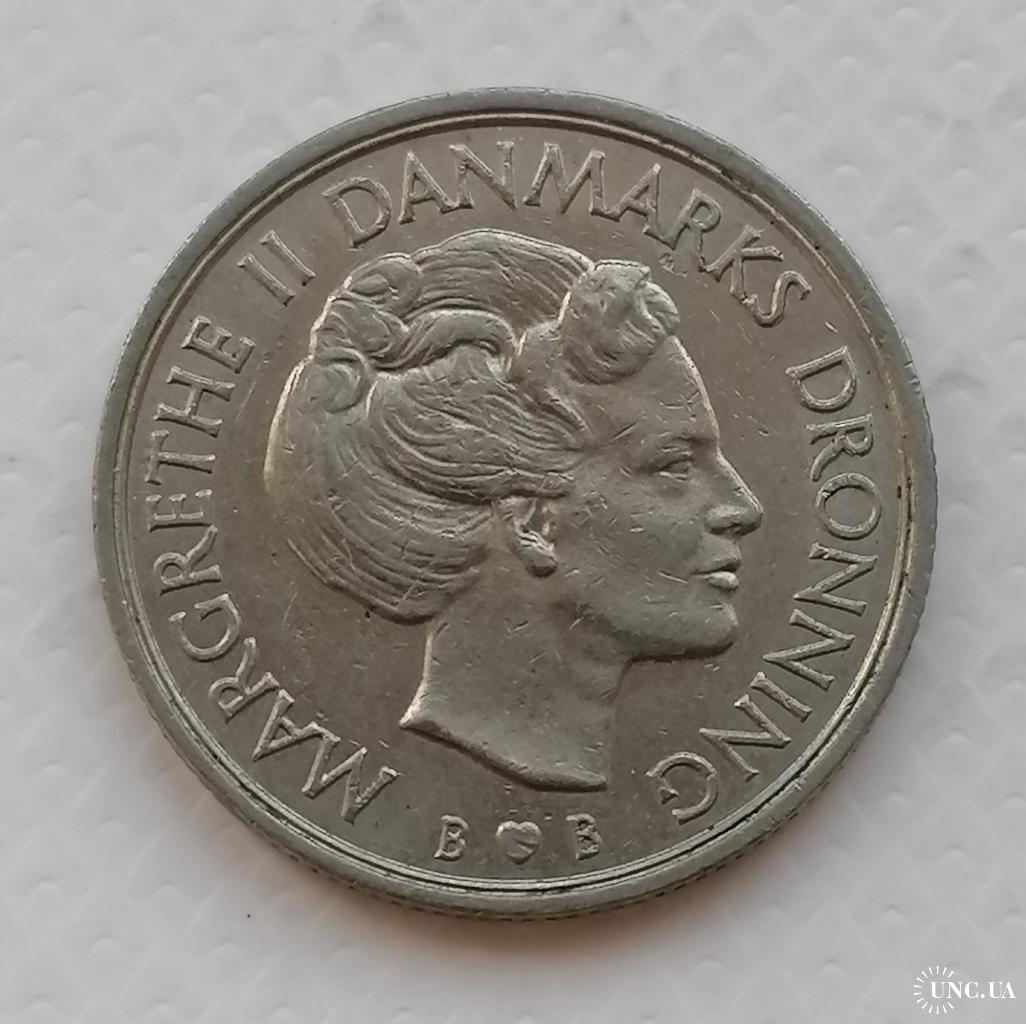 MARGRETHE II DANMARKS DRONNING
B B
UNC.UA